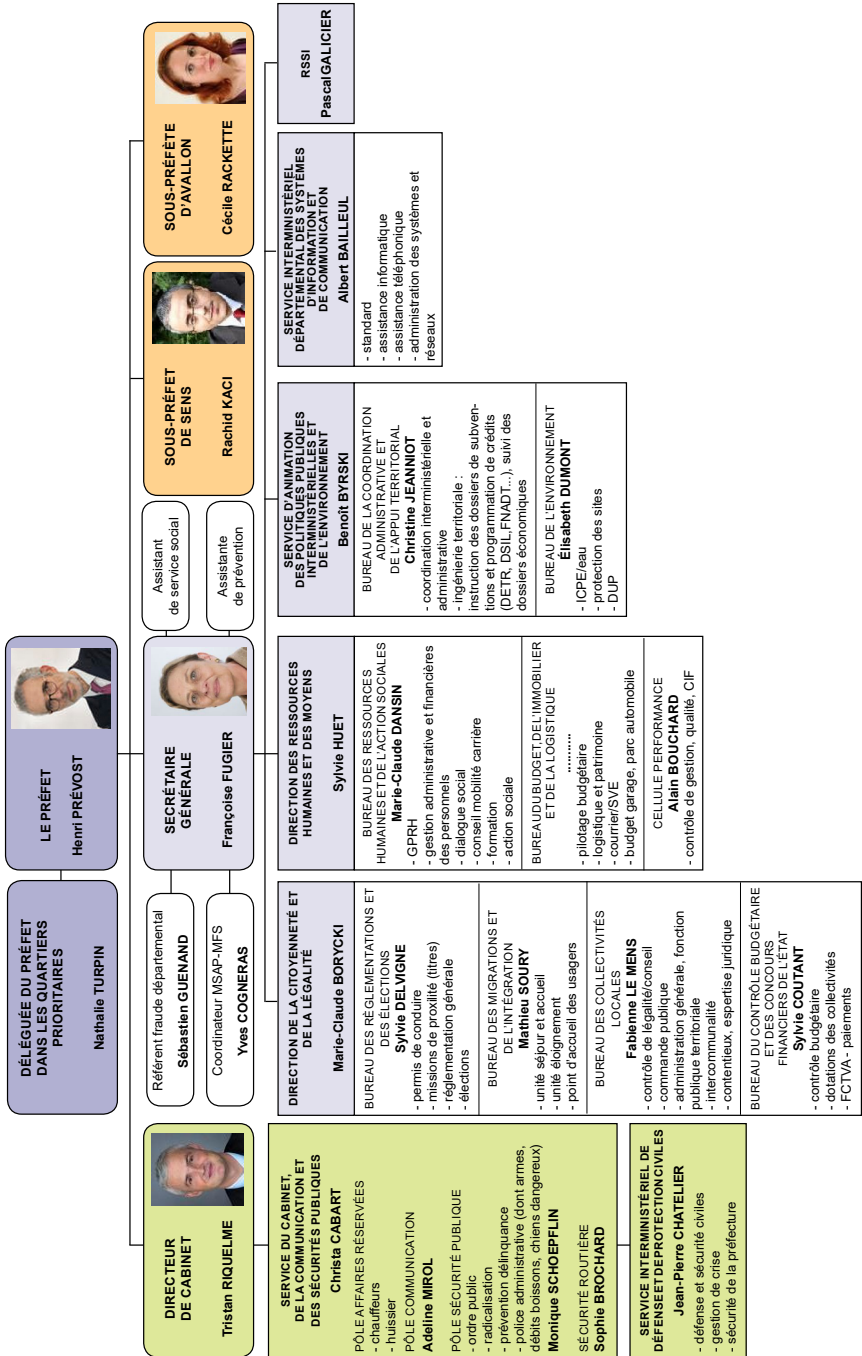 LE PRÉFET
Henri PRÉVOST
DÉLÉGUÉE DU PRÉFET
DANS LES QUARTIERS
PRIORITAIRES
Nathalie TURPIN
DIRECTEUR
DE CABINET
Tristan RIQUELME
Référent fraude départemental
Sébastien GUENAND
Coordinateur MSAP-MFS
Yves COGNERAS
SECRÉTAIRE
GÉNÉRALE
Françoise FUGIER
Assistant
de service social
Assistante
de prévention
SOUS-PRÉFET
DE SENS
Rachid KACI
SOUS-PRÉFÈTE
D'AVALLON
Cécile RACKETTE
SERVICE DU CABINET,
DE LA COMMUNICATION ET
DES SÉCURITÉS PUBLIQUES
Christa CABART
PÔLE AFFAIRES RÉSERVÉES
- chauffeurs
- huissier
PÔLE COMMUNICATION
Adeline MIROL
PÔLE SÉCURITÉ PUBLIQUE
- ordre public
- radicalisation
- prévention délinquance
- police administrative (dont armes,
débits boissons, chiens dangereux)
Monique SCHOEPFLIN
SÉCURITÉ ROUTIÈRE
Sophie BROCHARD
SERVICE INTERMINISTÉRIEL DE
DÉFENSE ET DE PROTECTION CIVILES
Jean-Pierre CHATELIER
- défense et sécurité civiles
- gestion de crise
- sécurité de la préfecture
DIRECTION DE LA CITOYENNETÉ ET
DE LA LÉGALITÉ
Marie-Claude BORYCKI
BUREAU DES RÈGLEMENTATIONS ET
DES ÉLECTIONS
Sylvie DELVIGNE
- permis de conduire
- missions de proxilité (titres)
- réglementation générale
- élections
BUREAU DES MIGRATIONS ET
DE L'INTÉGRATION
Mathieu SOURY
- unité séjour et accueil
- unité éloignement
- point d'accueil des usagers
BUREAU DES COLLECTIVITÉS
LOCALES
Fabienne LE MENS
- contrôle de légalité/conseil
- commande publique
- administration générale, fonction
publique territoriale
- intercommunalité
- contentieux, espertise juridique
BUREAU DU CONTRÔLE BUDGÉTAIRE
ET DES CONCOURS
FINANCIERS DE L'ÉTAT
Sylvie COUTANT
- contrôle budgétaire
- dotations des collectivités
- FCTVA - paiements
DIRECTION DES RESSOURCES
HUMAINES ET DES MOYENS
Sylvie HUET
BUREAU DES RESSOURCES
HUMAINES ET DE L'ACTION SOCIALES
Marie-Claude DANSIN
- GPRH
- gestion administrative et financières
des personnels
- dialogue social
- conseil mobilité carrière
- formation
- action sociale
BUREAU DU BUDGET, DE L'IMMOBILIER
ET DE LA LOGISTIQUE
...........
- pilotage budgétaire
- logistique et patrimoine
- courrier/SVE
- budget garage, parc automobile
CELLULE PERFORMANCE
Alain BOUCHARD
- contrôle de gestion, qualité, CIF
SERVICE D'ANIMATION
DES POLITIQUES PUBLIQUES
INTERMINISTÉRIELLES ET
DE L'ENVIRONNEMENT
Benoît BYRSKI
BUREAU DE LA COORDINATION
ADMINISTRATIVE ET
DE L'APPUI TERRITORIAL
Christine JEANNIOT
- coordination interministérielle et
administrative
- ingénierie territoriale :
instruction des dossiers de subven-
tions et programmation de crédits
(DETR, DSIL, FNADT...), suivi des
dossiers économiques
BUREAU DE L'ENVIRONNEMENT
Élisabeth DUMONT
- ICPE/eau
- protection des sites
- DUP
SERVICE INTERMINISTÉRIEL
DÉPARTEMENTAL DES SYSTÈMES
D'INFORMATION ET
DE COMMUNICATION
Albert BAILLEUL
- standard
- assistance informatique
- assistance téléphonique
- administration des systèmes et
réseaux
RSSI
Pascal GALICIER